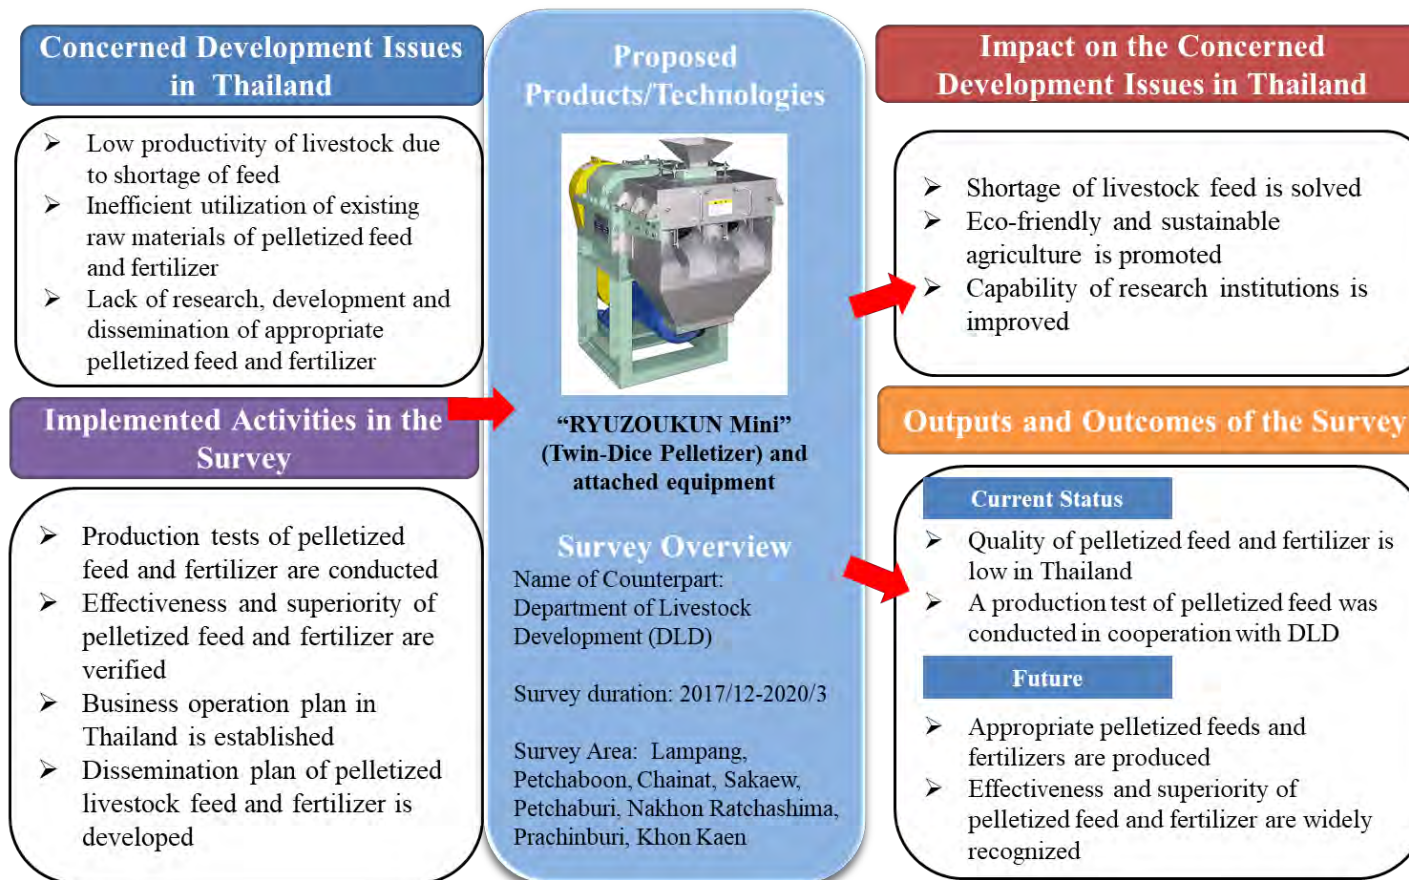 Concerned Development Issues
in Thailand
➢ Low productivity of livestock due
to shortage of feed
➢ Inefficient utilization of existing
raw materials of pelletized feed
and fertilizer
➢ Lack of research, development and
dissemination of appropriate
pelletized feed and fertilizer
Implemented Activities in the
Survey
➢ Production tests of pelletized
feed and fertilizer are conducted
➢ Effectiveness and superiority of
pelletized feed and fertilizer are
verified
➢ Business operation plan in
Thailand is established
➢ Dissemination plan of pelletized
livestock feed and fertilizer is
developed
Proposed
Products/Technologies
“RYUZOUKUN Mini”
(Twin-Dice Pelletizer) and
attached equipment
Survey Overview
Name of Counterpart:
Department of Livestock
Development (DLD)
Survey duration: 2017/12-2020/3
Survey Area: Lampang,
Petchaboon, Chainat, Sakaew,
Petchaburi, Nakhon Ratchashima,
Prachinburi, Khon Kaen
Impact on the Concerned
Development Issues in Thailand
➢ Shortage of livestock feed is solved
➢ Eco-friendly and sustainable
agriculture is promoted
➢ Capability of research institutions is
improved
Outputs and Outcomes of the Survey
Current Status
➢ Quality of pelletized feed and fertilizer is
low in Thailand
➢ A production test of pelletized feed was
conducted in cooperation with DLD
Future
➢ Appropriate pelletized feeds and
fertilizers are produced
➢ Effectiveness and superiority of
pelletized feed and fertilizer are widely
recognized